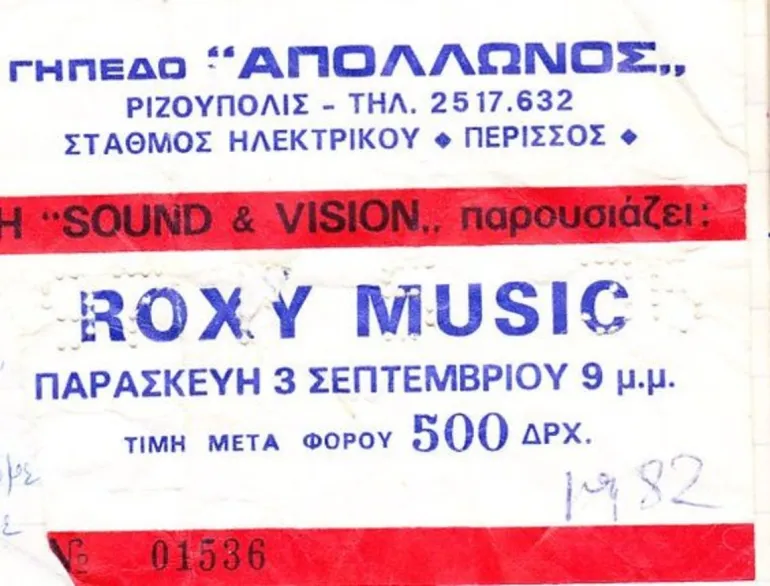 ΓΗΠΕΔΟ “ΑΠΟΛΛΩΝΟΣ„
ΡΙΖΟΥΠΟΛΙΣ - ΤΗΛ. 2517.632
ΣΤΑΘΜΟΣ ΗΛΕΚΤΡΙΚΟΥ ◆ ΠΕΡΙΣΣΟΣ ◆
Η “SOUND & VISION„ παρουσιάζει:
ROXY MUSIC
ΠΑΡΑΣΚΕΥΗ 3 ΣΕΠΤΕΜΒΡΙΟΥ 9 μ.μ.
ΤΙΜΗ ΜΕΤΑ ΦΟΡΟΥ 500 ΔΡΧ.
82
№ 01536